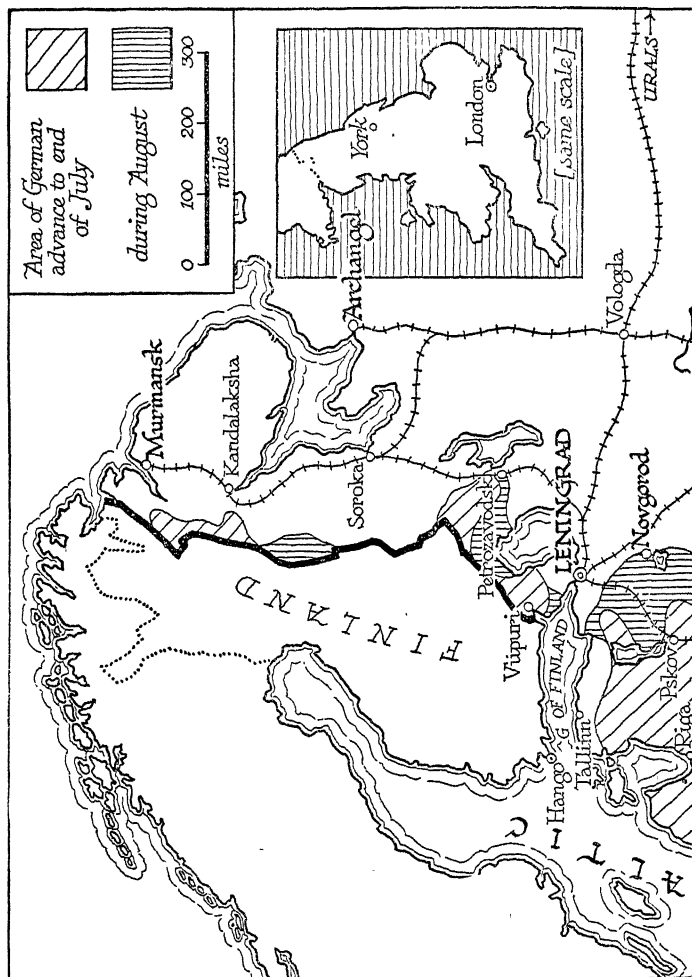 Area of German
advance to end
of July
during August
0 100 200 300
miles
York
London
[same scale]
URALS→
Murmansk
Kandalaksha
Archangel
Soroka
Vologda
Petrozavodsk
LENINGRAD
Novgorod
FINLAND
Viipuri
G. OF FINLAND
Hango
Tallinn
Pskov
Riga
ALTIC